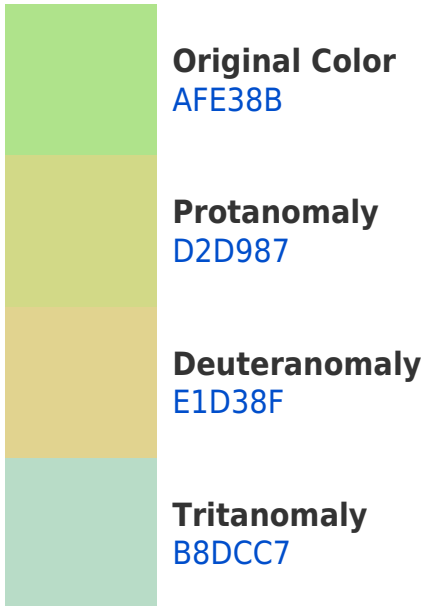 Original Color
AFE38B
Protanomaly
D2D987
Deuteranomaly
E1D38F
Tritanomaly
B8DCC7